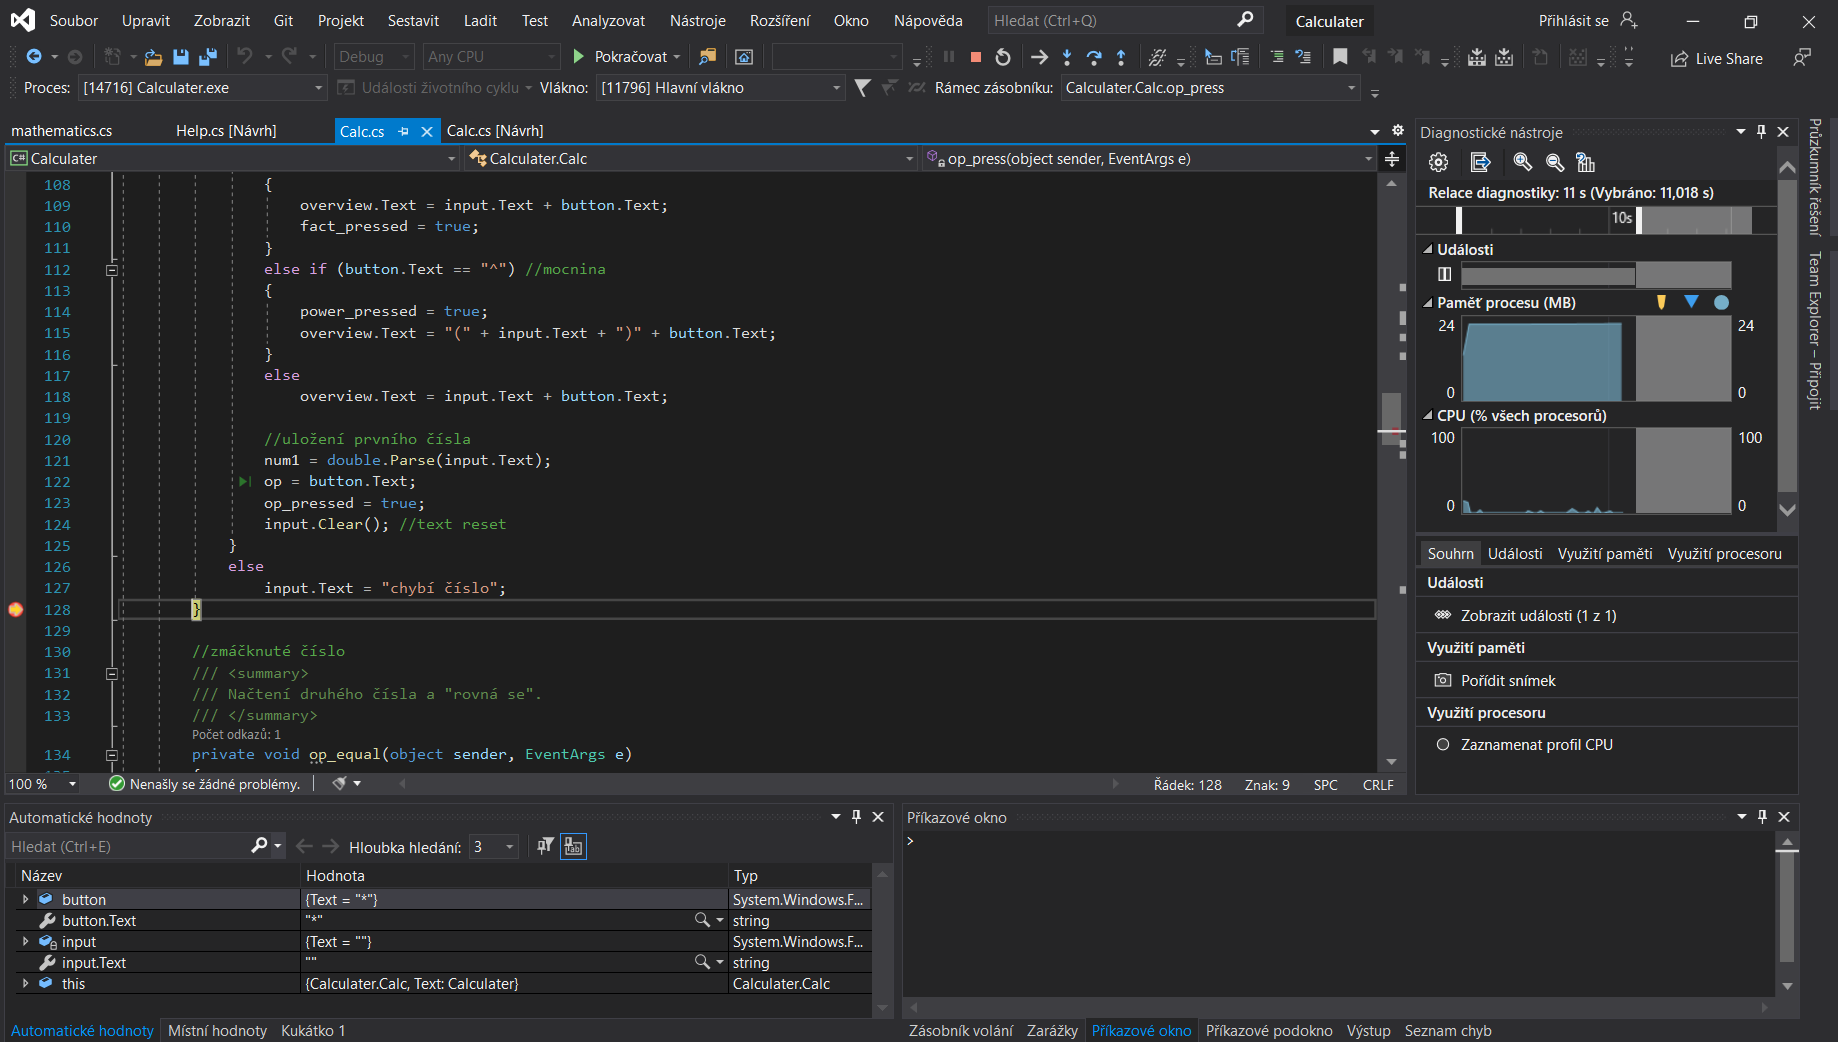 Soubor Upravit Zobrazit Git Projekt Sestavit Ladit Test Analyzovat Nástroje Rozšíření Okno Nápověda Hledat (Ctrl+Q) Calculater Přihlásit se
Debug Any CPU Pokračovat Live Share
Proces: [14716] Calculater.exe Události životního cyklu Vlákno: [11796] Hlavní vlákno Rámec zásobníku: Calculater.Calc.op_press
mathematics.cs Help.cs [Návrh] Calc.cs Calc.cs [Návrh]
C# Calculater Calculater.Calc op_press(object sender, EventArgs e)
108 {
109 overview.Text = input.Text + button.Text;
110 fact_pressed = true;
111 }
112 else if (button.Text == "^") //mocnina
113 {
114 power_pressed = true;
115 overview.Text = "(" + input.Text + ")" + button.Text;
116 }
117 else
118 overview.Text = input.Text + button.Text;
119
120 //uložení prvního čísla
121 num1 = double.Parse(input.Text);
122 op = button.Text;
123 op_pressed = true;
124 input.Clear(); //text reset
125 }
126 else
127 input.Text = "chybí číslo";
128 }
129
130 //zmáčknuté číslo
131 /// <summary>
132 /// Načtení druhého čísla a "rovná se".
133 /// </summary>
Počet odkazů: 1
134 private void op_equal(object sender, EventArgs e)
100 % Nenašly se žádné problémy. Řádek: 128 Znak: 9 SPC CRLF
Diagnostické nástroje
Relace diagnostiky: 11 s (Vybráno: 11,018 s)
10s
Události
Paměť procesu (MB)
24 24
0 0
CPU (% všech procesorů)
100 100
0 0
Souhrn Události Využití paměti Využití procesoru
Události
Zobrazit události (1 z 1)
Využití paměti
Pořídit snímek
Využití procesoru
Zaznamenat profil CPU
Průzkumník řešení
Team Explorer – Připojit
Automatické hodnoty
Hledat (Ctrl+E) Hloubka hledání: 3
Název Hodnota Typ
button {Text = "*"} System.Windows.F...
button.Text "*" string
input {Text = ""} System.Windows.F...
input.Text "" string
this {Calculater.Calc, Text: Calculater} Calculater.Calc
Automatické hodnoty Místní hodnoty Kukátko 1
Příkazové okno
>
Zásobník volání Zarážky Příkazové okno Příkazové podokno Výstup Seznam chyb